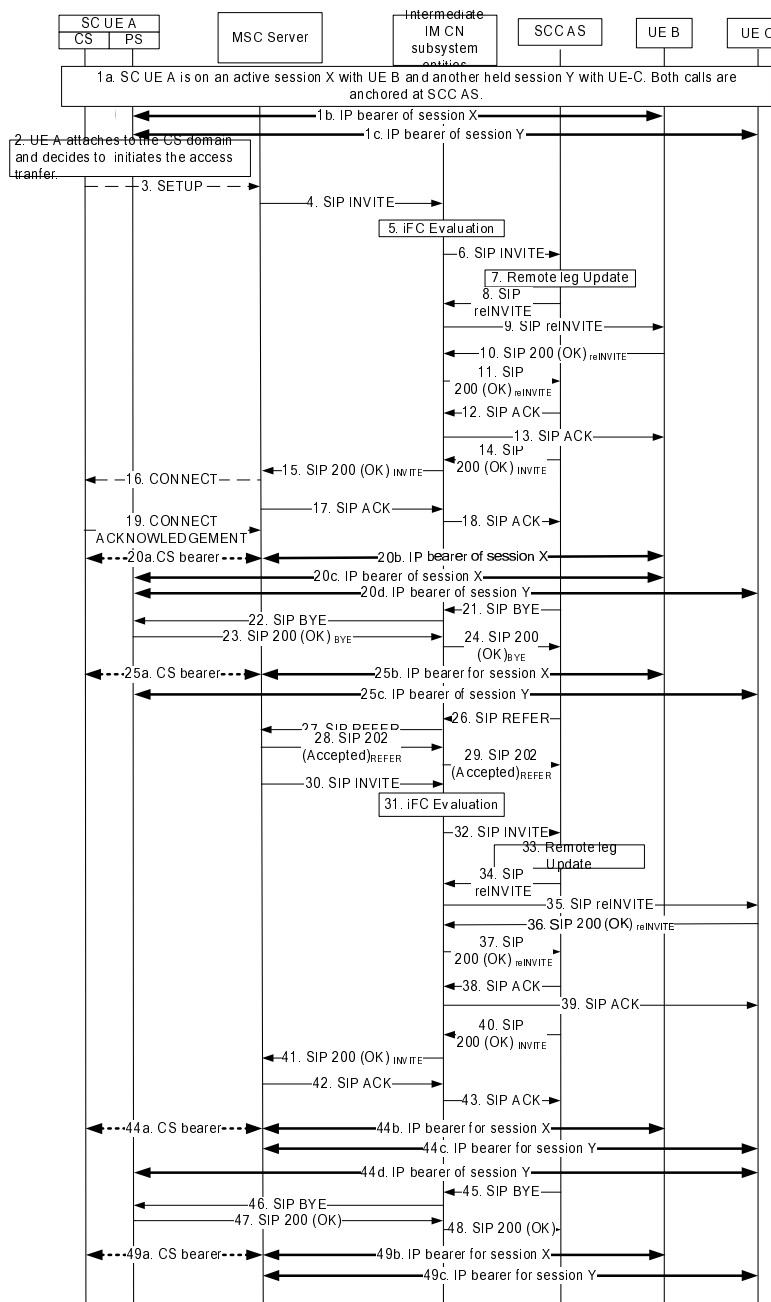 SC UE A
CS
PS
MSC Server
Intermediate
IM CN
subsystem
entities
SCC AS
UE B
UE C
1a. SC UE A is on an active session X with UE B and another held session Y with UE-C. Both calls are
anchored at SCC AS.
1b. IP bearer of session X
1c. IP bearer of session Y
2. UE A attaches to the CS domain
and decides to initiates the access
tranfer.
3. SETUP
4. SIP INVITE
5. iFC Evaluation
6. SIP INVITE
7. Remote leg Update
8. SIP
reINVITE
9. SIP reINVITE
10. SIP 200 (OK) reINVITE
11. SIP
200 (OK) reINVITE
12. SIP ACK
13. SIP ACK
14. SIP
200 (OK) INVITE
15. SIP 200 (OK) INVITE
16. CONNECT
17. SIP ACK
18. SIP ACK
19. CONNECT
ACKNOWLEDGEMENT
20a.CS bearer
20b. IP bearer of session X
20c. IP bearer of session X
20d. IP bearer of session Y
21. SIP BYE
22. SIP BYE
23. SIP 200 (OK) BYE
24. SIP 200
(OK)BYE
25a. CS bearer
25b. IP bearer for session X
25c. IP bearer of session Y
26. SIP REFER
27. SIP REFER
28. SIP 202
(Accepted)REFER
29. SIP 202
(Accepted)REFER
30. SIP INVITE
31. iFC Evaluation
32. SIP INVITE
33. Remote leg
Update
34. SIP
reINVITE
35. SIP reINVITE
36. SIP 200 (OK) reINVITE
37. SIP
200 (OK) reINVITE
38. SIP ACK
39. SIP ACK
40. SIP
200 (OK) INVITE
41. SIP 200 (OK) INVITE
42. SIP ACK
43. SIP ACK
44a. CS bearer
44b. IP bearer for session X
44c. IP bearer for session Y
44d. IP bearer of session Y
45. SIP BYE
46. SIP BYE
47. SIP 200 (OK)
48. SIP 200 (OK)
49a. CS bearer
49b. IP bearer for session X
49c. IP bearer for session Y